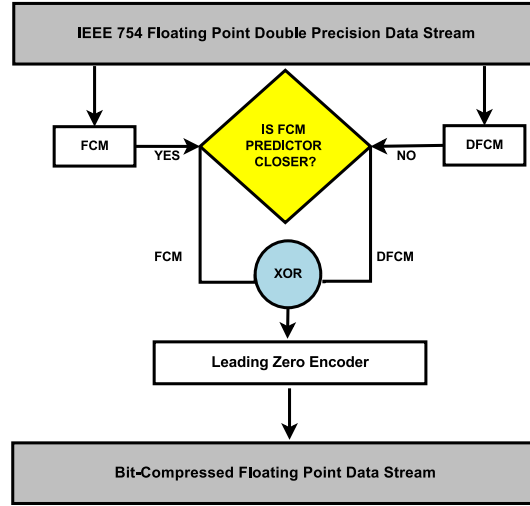 IEEE 754 Floating Point Double Precision Data Stream
IS FCM
PREDICTOR
CLOSER?
FCM
YES
NO
DFCM
FCM
DFCM
XOR
Leading Zero Encoder
Bit-Compressed Floating Point Data Stream